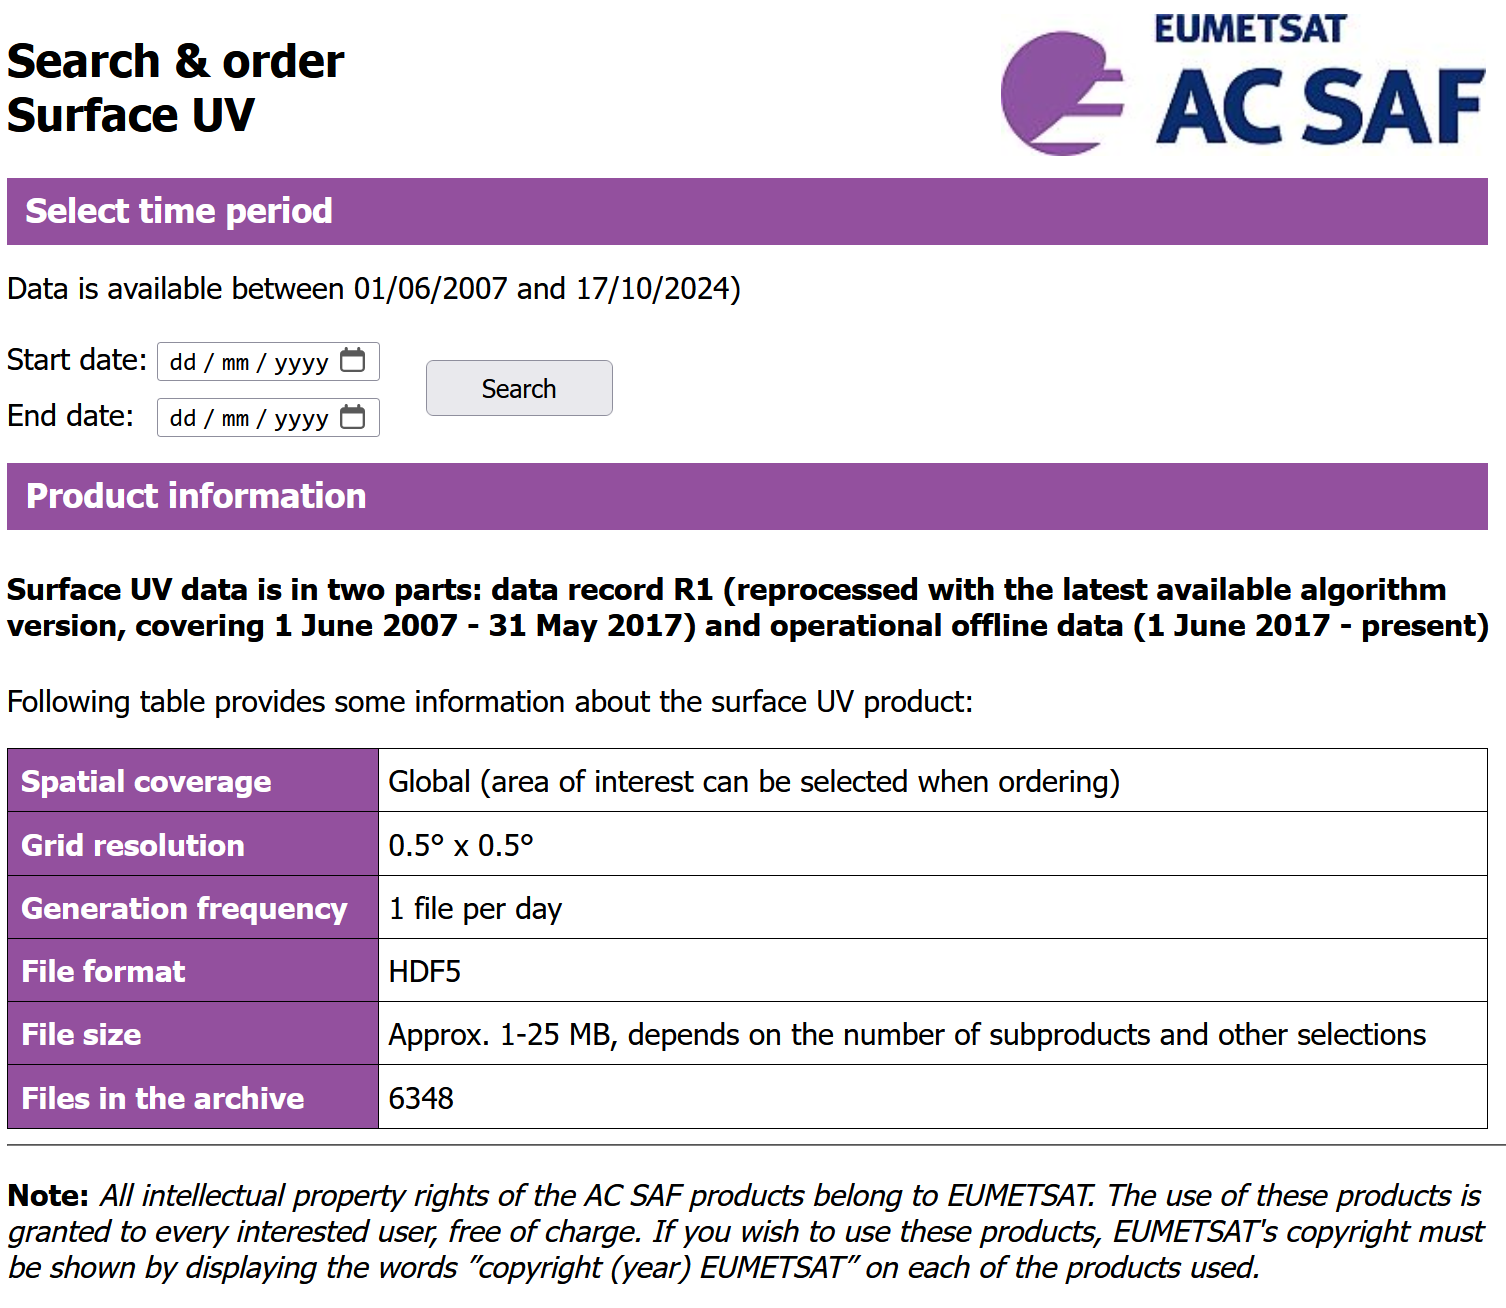 Search & order
Surface UV
EUMETSAT
AC SAF
Select time period
Data is available between 01/06/2007 and 17/10/2024)
Start date: dd / mm / yyyy
Search
End date: dd / mm / yyyy
Product information
Surface UV data is in two parts: data record R1 (reprocessed with the latest available algorithm
version, covering 1 June 2007 - 31 May 2017) and operational offline data (1 June 2017 - present)
Following table provides some information about the surface UV product:
Spatial coverage Global (area of interest can be selected when ordering)
Grid resolution 0.5° x 0.5°
Generation frequency 1 file per day
File format HDF5
File size Approx. 1-25 MB, depends on the number of subproducts and other selections
Files in the archive 6348
Note: All intellectual property rights of the AC SAF products belong to EUMETSAT. The use of these products is
granted to every interested user, free of charge. If you wish to use these products, EUMETSAT's copyright must
be shown by displaying the words ”copyright (year) EUMETSAT” on each of the products used.